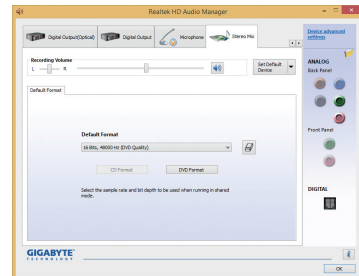 Realtek HD Audio Manager
Digital Output(Optical)
Digital Output
Microphone
Stereo Mix
Device advanced
settings
Recording Volume
L
R
Set Default
Device
ANALOG
Back Panel
Default Format
Default Format
16 Bits, 48000 Hz (DVD Quality)
CD Format
DVD Format
Select the sample rate and bit depth to be used when running in shared
mode.
Front Panel
DIGITAL
GIGABYTE
TECHNOLOGY
OK